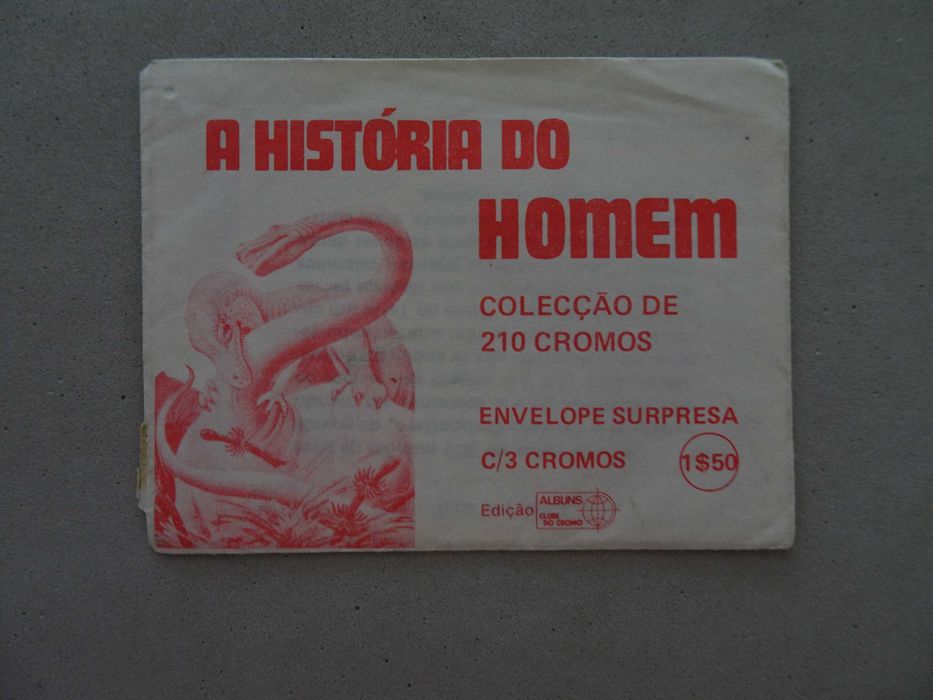 A HISTÓRIA DO
HOMEM
COLECÇÃO DE
210 CROMOS
ENVELOPE SURPRESA
C/3 CROMOS 1$50
Edição ALBUNS
CLUBE
DO CROMO